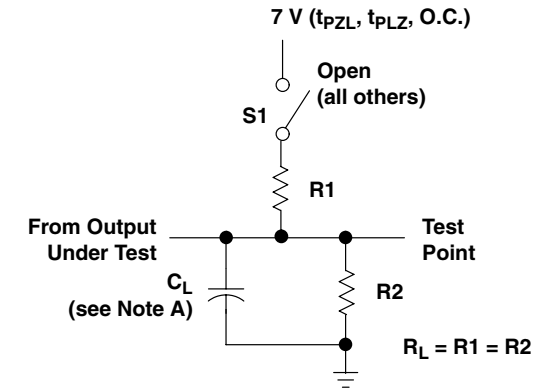 7 V (tPZL, tPLZ, O.C.)
Open
(all others)
S1
R1
From Output
Under Test
Test
Point
CL
(see Note A)
R2
RL = R1 = R2